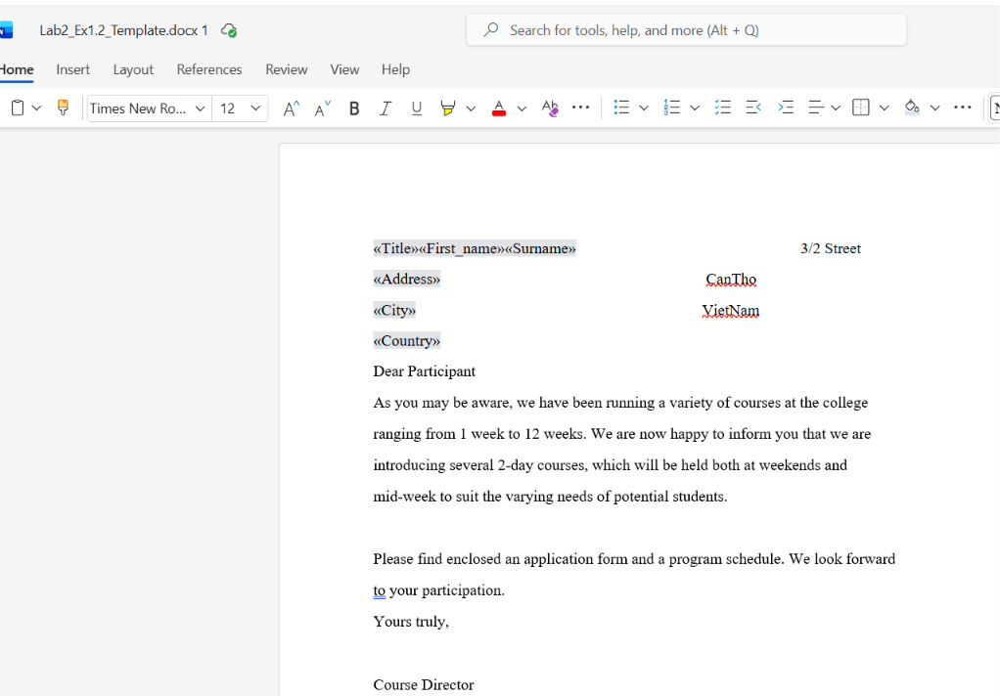 Lab2_Ex1.2_Template.docx 1
Search for tools, help, and more (Alt + Q)
Home Insert Layout References Review View Help
Times New Ro... 12
«Title»«First_name»«Surname» 3/2 Street
«Address» CanTho
«City» VietNam
«Country»
Dear Participant
As you may be aware, we have been running a variety of courses at the college
ranging from 1 week to 12 weeks. We are now happy to inform you that we are
introducing several 2-day courses, which will be held both at weekends and
mid-week to suit the varying needs of potential students.
Please find enclosed an application form and a program schedule. We look forward
to your participation.
Yours truly,
Course Director